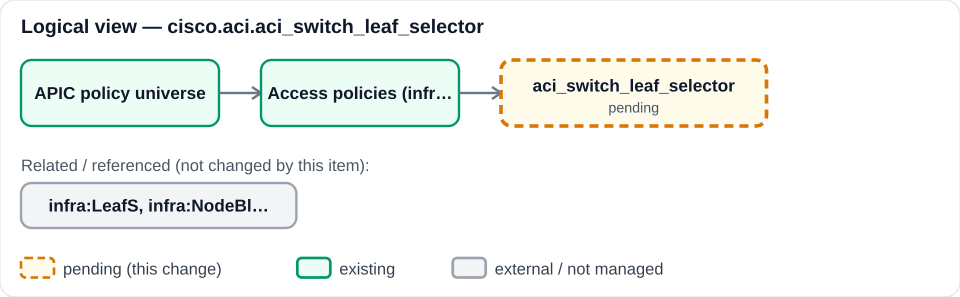 Logical view — cisco.aci.aci_switch_leaf_selector
APIC policy universe
Access policies (infr…
aci_switch_leaf_selector
pending
Related / referenced (not changed by this item):
infra:LeafS, infra:NodeBl…
pending (this change)
existing
external / not managed